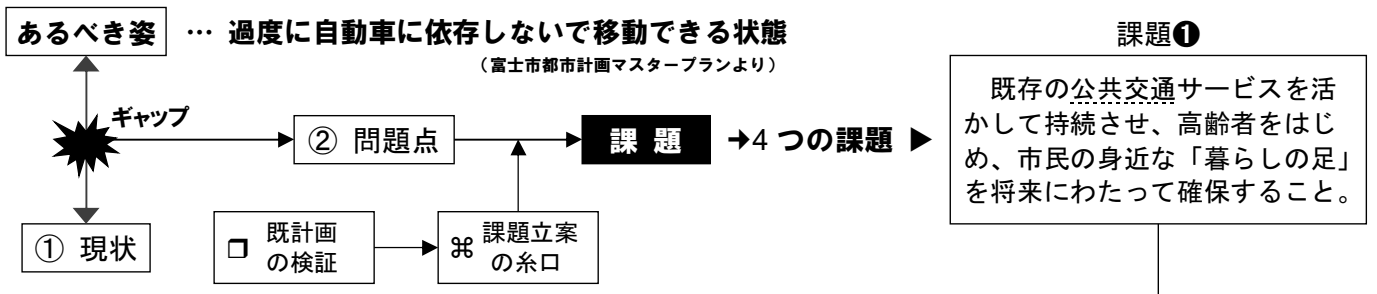 あるべき姿 … 過度に自動車に依存しないで移動できる状態
（富士市都市計画マスタープランより）
ギャップ
② 問題点
課 題
➔4 つの課題 ▶
① 現状
❐ 既計画
の検証
⌘ 課題立案
の糸口
課題❶
既存の公共交通サービスを活
かして持続させ、高齢者をはじ
め、市民の身近な「暮らしの足」
を将来にわたって確保すること。